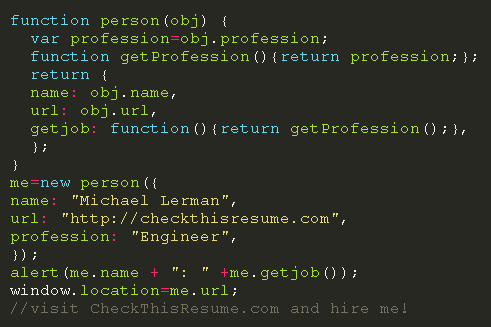 function person(obj) {
  var profession=obj.profession;
  function getProfession(){return profession;};
  return {
  name: obj.name,
  url: obj.url,
  getjob: function(){return getProfession();},
  };
}
me=new person({
name: "Michael Lerman",
url: "http://checkthisresume.com",
profession: "Engineer",
});
alert(me.name + ": " +me.getjob());
window.location=me.url;
//visit CheckThisResume.com and hire me!